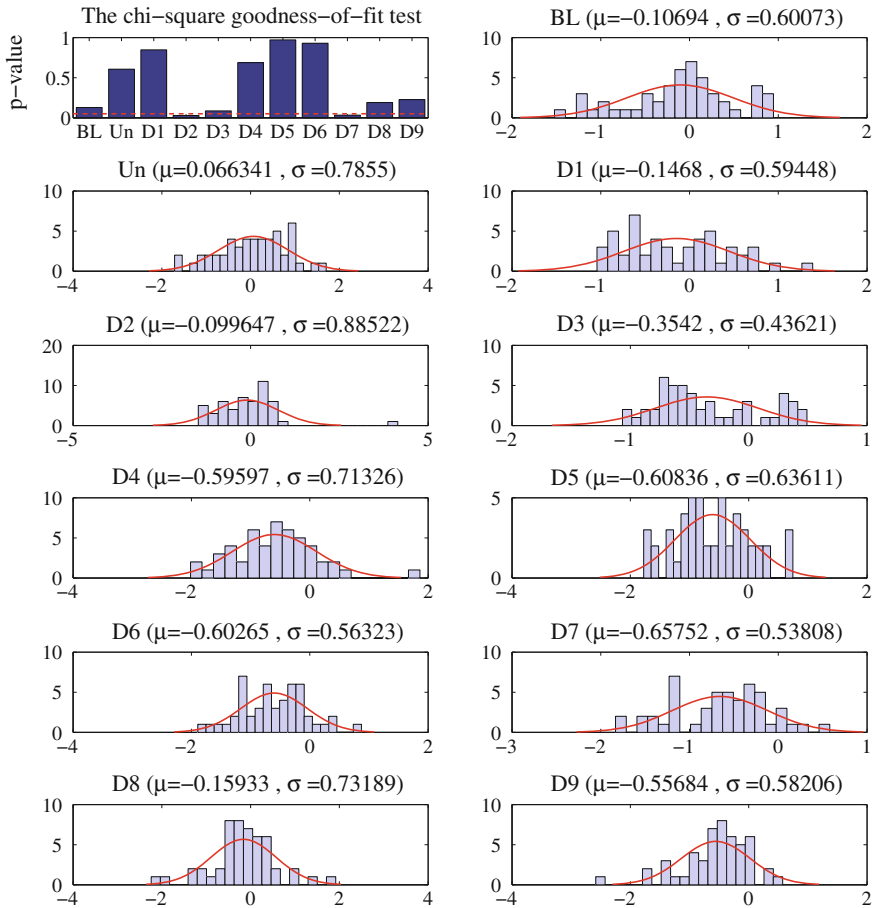 The chi-square goodness-of-fit test
p-value
1
0.5
0
BL Un D1 D2 D3 D4 D5 D6 D7 D8 D9
BL (μ=−0.10694 , σ =0.60073)
10
5
0
−2 −1 0 1 2
Un (μ=0.066341 , σ =0.7855)
10
5
0
−4 −2 0 2 4
D1 (μ=−0.1468 , σ =0.59448)
10
5
0
−2 −1 0 1 2
D2 (μ=−0.099647 , σ =0.88522)
20
10
0
−5 0 5
D3 (μ=−0.3542 , σ =0.43621)
10
5
0
−2 −1 0 1
D4 (μ=−0.59597 , σ =0.71326)
10
5
0
−4 −2 0 2
D5 (μ=−0.60836 , σ =0.63611)
5
0
−4 −2 0 2
D6 (μ=−0.60265 , σ =0.56323)
10
5
0
−4 −2 0 2
D7 (μ=−0.65752 , σ =0.53808)
10
5
0
−3 −2 −1 0 1
D8 (μ=−0.15933 , σ =0.73189)
10
5
0
−4 −2 0 2 4
D9 (μ=−0.55684 , σ =0.58206)
10
5
0
−4 −2 0 2